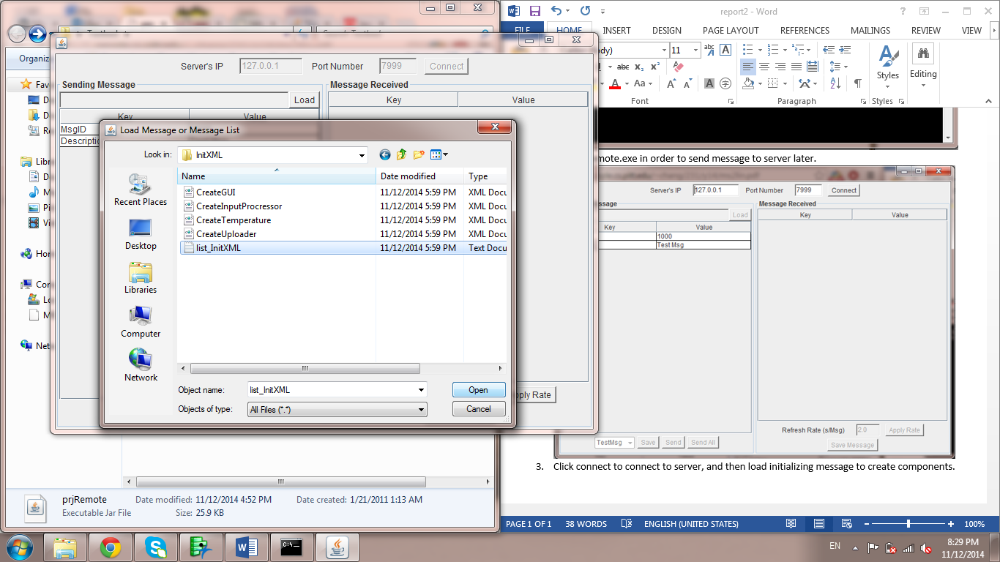 report2 - Word
FILE HOME INSERT DESIGN PAGE LAYOUT REFERENCES MAILINGS REVIEW VIEW
11
Aa
Styles
Editing
Font
Paragraph
Styles
Organiz
Server's IP 127.0.0.1 Port Number 7999 Connect
Sending Message
Load
Key Value
MsgID
Message Received
Key Value
Load Message or Message List
Look in: InitXML
Recent Places
Desktop
Libraries
Computer
Network
Name Date modified Type
CreateGUI 11/12/2014 5:59 PM XML Docu
CreateInputProcressor 11/12/2014 5:59 PM XML Docu
CreateTemperature 11/12/2014 5:59 PM XML Docu
CreateUploader 11/12/2014 5:59 PM XML Docu
list_InitXML 11/12/2014 5:59 PM Text Docu
Object name: list_InitXML Open
Objects of type: All Files (*.*) Cancel
pply Rate
mote.exe in order to send message to server later.
Server's IP 127.0.0.1 Port Number 7999 Connect
ssage
Load
Key Value
1000
Test Msg
Message Received
Key Value
TestMsg Save Send Send All
Refresh Rate (s/Msg) 2.0 Apply Rate
Save Message
3. Click connect to connect to server, and then load initializing message to create components.
prjRemote Date modified: 11/12/2014 4:52 PM Date created: 1/21/2011 1:13 AM
Executable Jar File Size: 25.9 KB
PAGE 1 OF 1 38 WORDS ENGLISH (UNITED STATES) 100%
EN
8:29 PM
11/12/2014